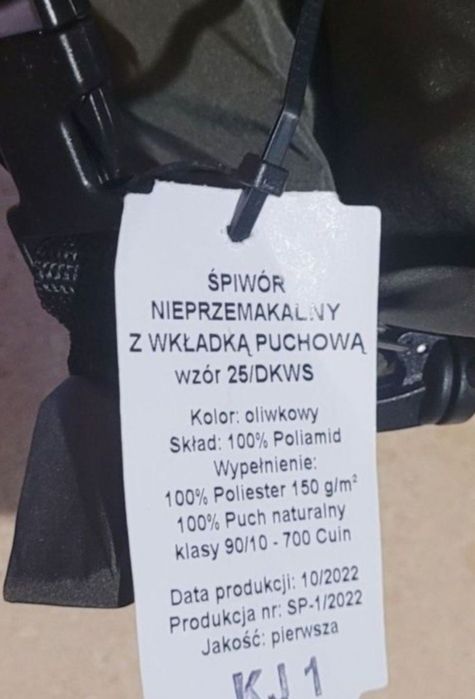 ŚPIWÓR
NIEPRZEMAKALNY
Z WKŁADKĄ PUCHOWĄ
wzór 25/DKWS
Kolor: oliwkowy
Skład: 100% Poliamid
Wypełnienie:
100% Poliester 150 g/m²
100% Puch naturalny
klasy 90/10 - 700 Cuin
Data produkcji: 10/2022
Produkcja nr: SP-1/2022
Jakość: pierwsza
KJ 1